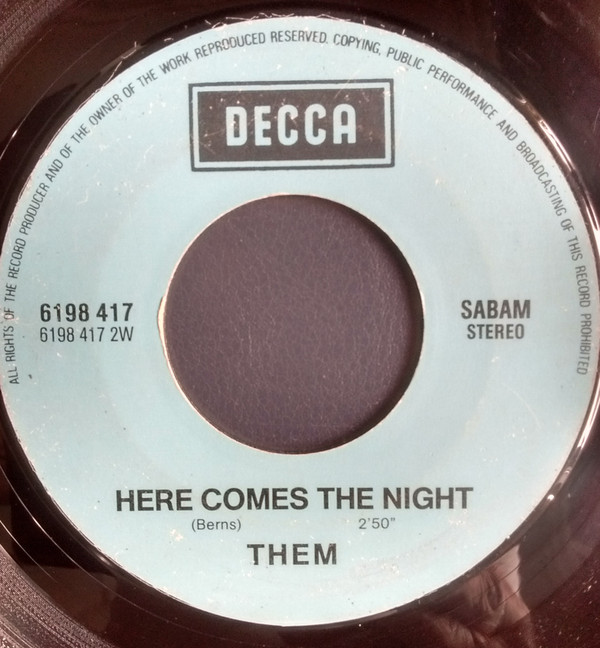 ALL RIGHTS OF THE RECORD PRODUCER AND OF THE OWNER OF THE WORK REPRODUCED RESERVED. COPYING, PUBLIC PERFORMANCE AND BROADCASTING OF THIS RECORD PROHIBITED
DECCA
6198 417
6198 417 2W
SABAM
STEREO
HERE COMES THE NIGHT
(Berns) 2'50"
THEM